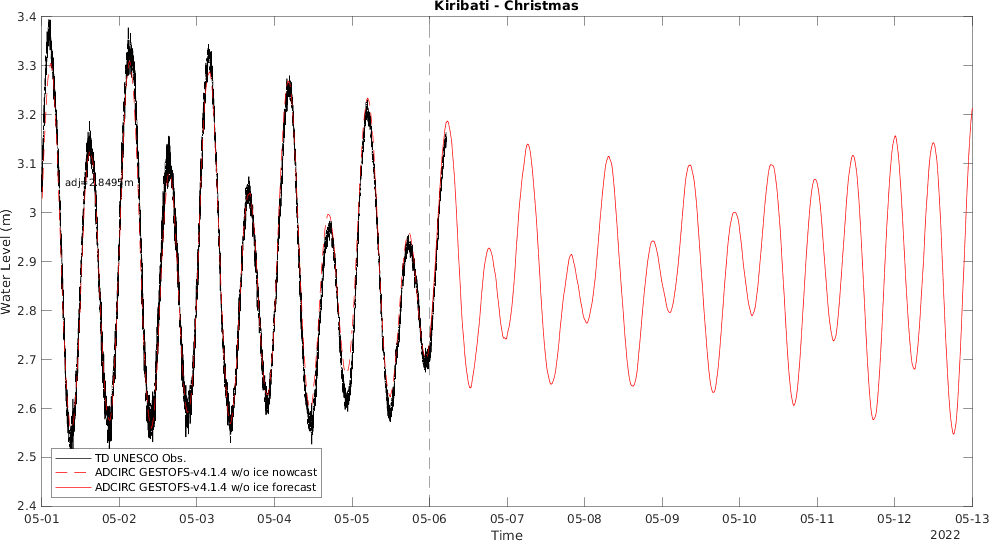 Kiribati - Christmas
3.4
3.3
3.2
3.1
3
2.9
2.8
2.7
2.6
2.5
2.4
Water Level (m)
adj=2.8495m
TD UNESCO Obs.
ADCIRC GESTOFS-v4.1.4 w/o ice nowcast
ADCIRC GESTOFS-v4.1.4 w/o ice forecast
05-01 05-02 05-03 05-04 05-05 05-06 05-07 05-08 05-09 05-10 05-11 05-12 05-13
Time
2022